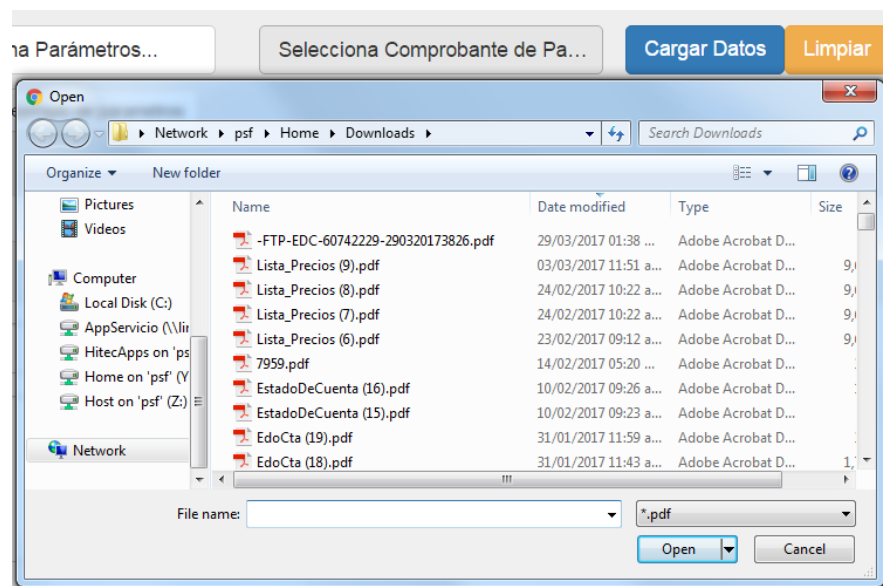 na Parámetros...
Selecciona Comprobante de Pa...
Cargar Datos
Limpiar
Open
Network
psf
Home
Downloads
Search Downloads
Organize
New folder
Pictures
Videos
Computer
Local Disk (C:)
AppServicio (\\lin
HitecApps on 'ps
Home on 'psf' (Y
Host on 'psf' (Z:)
Network
Name Date modified Type Size
-FTP-EDC-60742229-290320173826.pdf 29/03/2017 01:38 ... Adobe Acrobat D...
Lista_Precios (9).pdf 03/03/2017 11:51 a... Adobe Acrobat D... 9,
Lista_Precios (8).pdf 24/02/2017 10:22 a... Adobe Acrobat D... 9,
Lista_Precios (7).pdf 24/02/2017 10:22 a... Adobe Acrobat D... 9,
Lista_Precios (6).pdf 23/02/2017 09:12 a... Adobe Acrobat D... 9,
7959.pdf 14/02/2017 05:20 ... Adobe Acrobat D...
EstadoDeCuenta (16).pdf 10/02/2017 09:26 a... Adobe Acrobat D...
EstadoDeCuenta (15).pdf 10/02/2017 09:23 a... Adobe Acrobat D...
EdoCta (19).pdf 31/01/2017 11:59 a... Adobe Acrobat D...
EdoCta (18).pdf 31/01/2017 11:43 a... Adobe Acrobat D... 1,
File name:
*.pdf
Open
Cancel